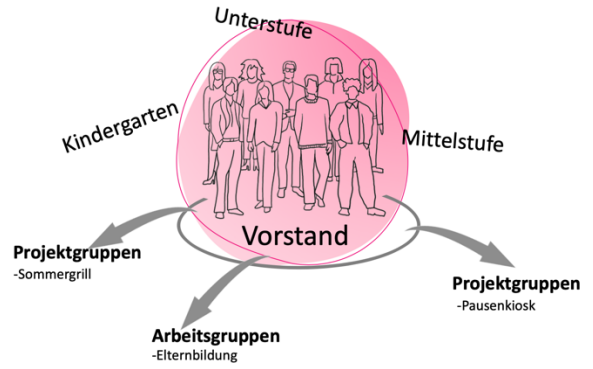 Unterstufe
Kindergarten
Mittelstufe
Vorstand
Projektgruppen
-Sommergrill
Projektgruppen
-Pausenkiosk
Arbeitsgruppen
-Elternbildung